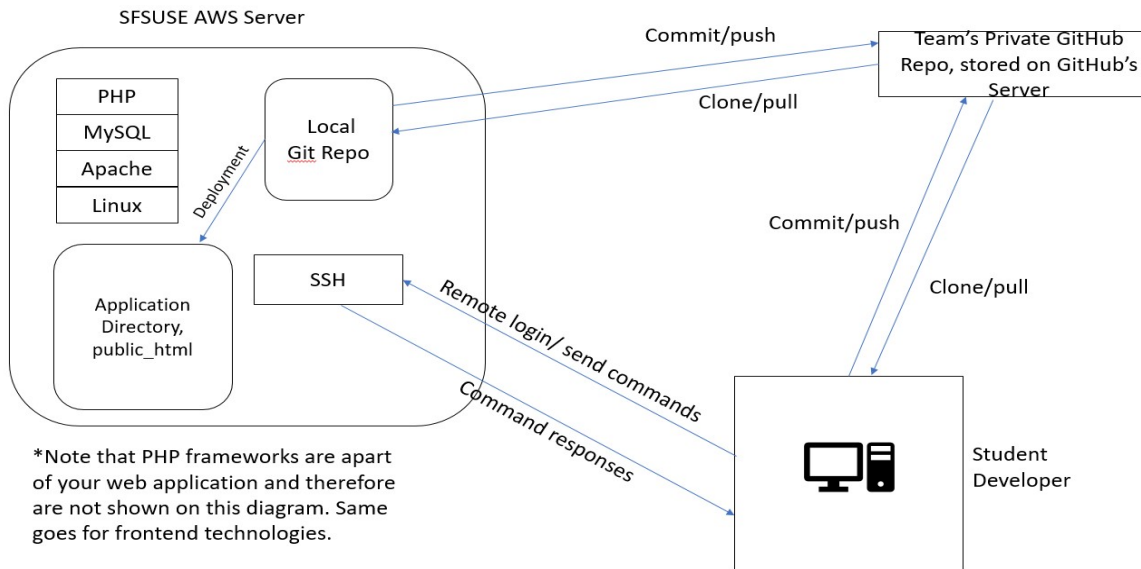 SFSUSE AWS Server
PHP
MySQL
Apache
Linux
Local
Git Repo
Deployment
Application
Directory,
public_html
SSH
Commit/push
Clone/pull
Team's Private GitHub
Repo, stored on GitHub's
Server
Commit/push
Clone/pull
Remote login/ send commands
Command responses
Student
Developer
*Note that PHP frameworks are apart
of your web application and therefore
are not shown on this diagram. Same
goes for frontend technologies.